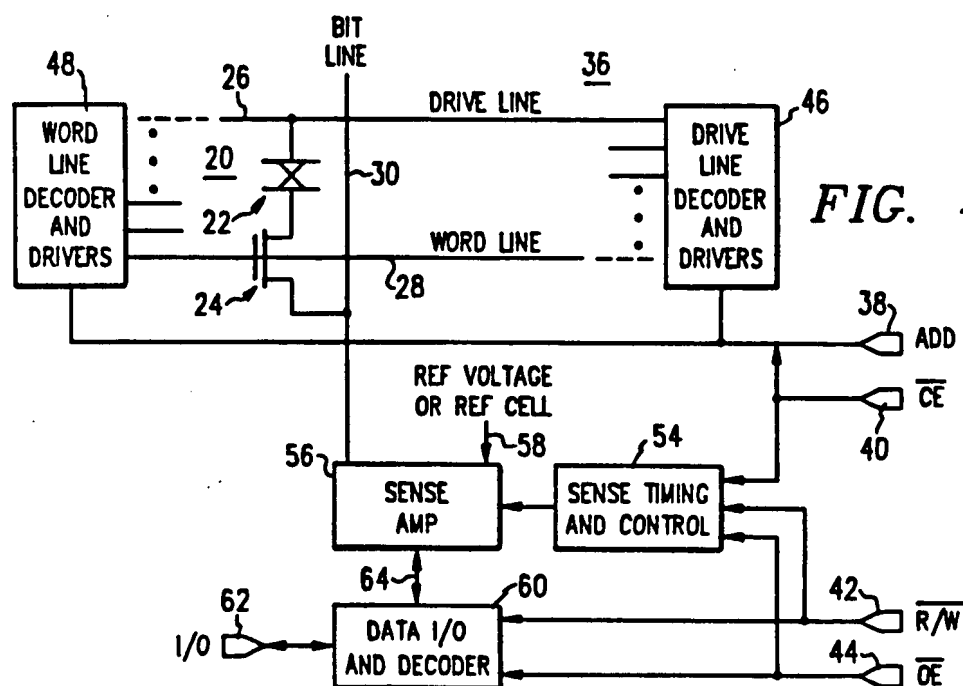 BIT
LINE
36
48
26
DRIVE LINE
46
WORD
LINE
DECODER
AND
DRIVERS
20
22
30
DRIVE
LINE
DECODER
AND
DRIVERS
FIG.
WORD LINE
24
28
38
ADD
REF VOLTAGE
OR REF CELL
58
CE
40
56
54
SENSE
AMP
SENSE TIMING
AND CONTROL
64
60
42
R/W
62
I/O
DATA I/O
AND DECODER
44
OE